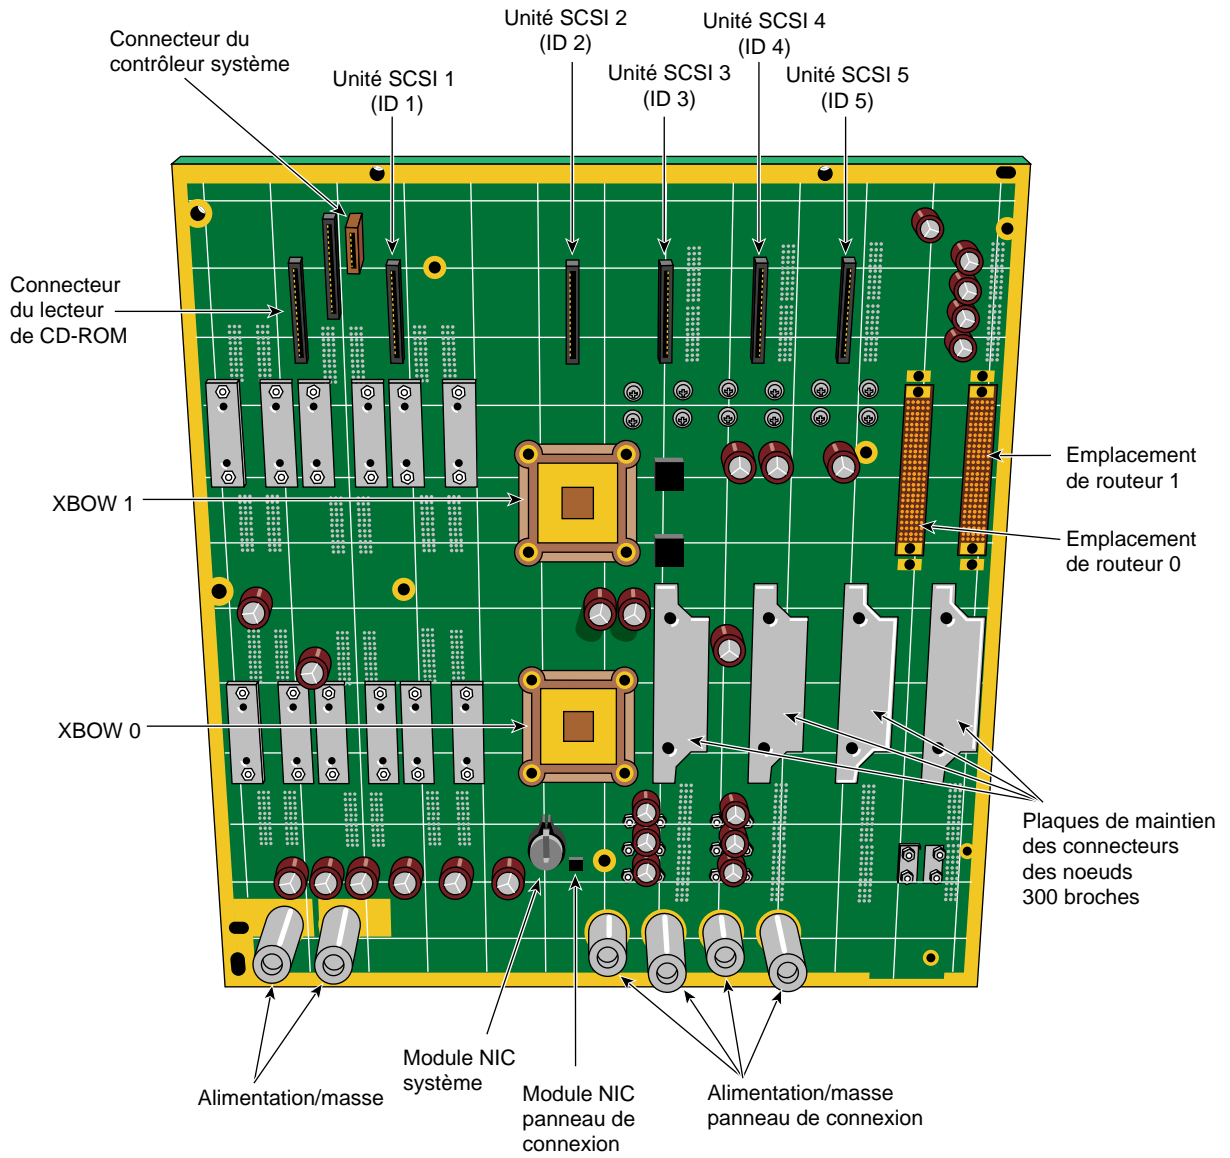 Connecteur du
contrôleur système
Unité SCSI 1
(ID 1)
Unité SCSI 2
(ID 2)
Unité SCSI 3
(ID 3)
Unité SCSI 4
(ID 4)
Unité SCSI 5
(ID 5)
Connecteur
du lecteur
de CD-ROM
XBOW 1
Emplacement
de routeur 1
Emplacement
de routeur 0
XBOW 0
Plaques de maintien
des connecteurs
des noeuds
300 broches
Alimentation/masse
Module NIC
système
Module NIC
panneau de
connexion
Alimentation/masse
panneau de connexion